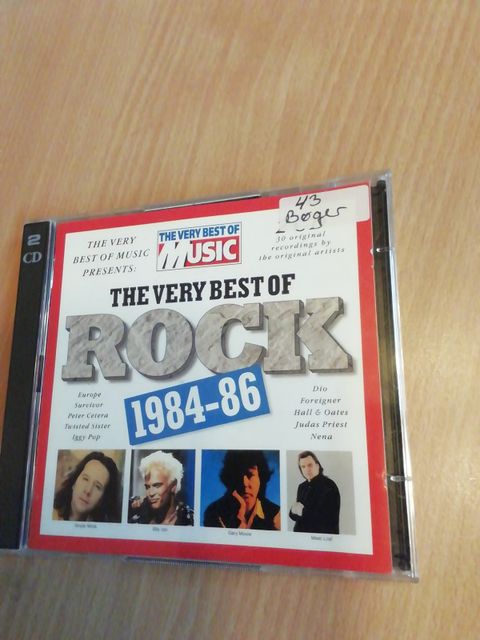 2
CD
43
Bøger
THE VERY
BEST OF MUSIC
PRESENTS:
THE VERY BEST OF
MUSIC
30 original
recordings by
the original artists
THE VERY BEST OF
ROCK
1984-86
Europe
Survivor
Peter Cetera
Twisted Sister
Iggy Pop
Dio
Foreigner
Hall & Oates
Judas Priest
Nena
Billy Idol
Gary Moore
Meat Loaf